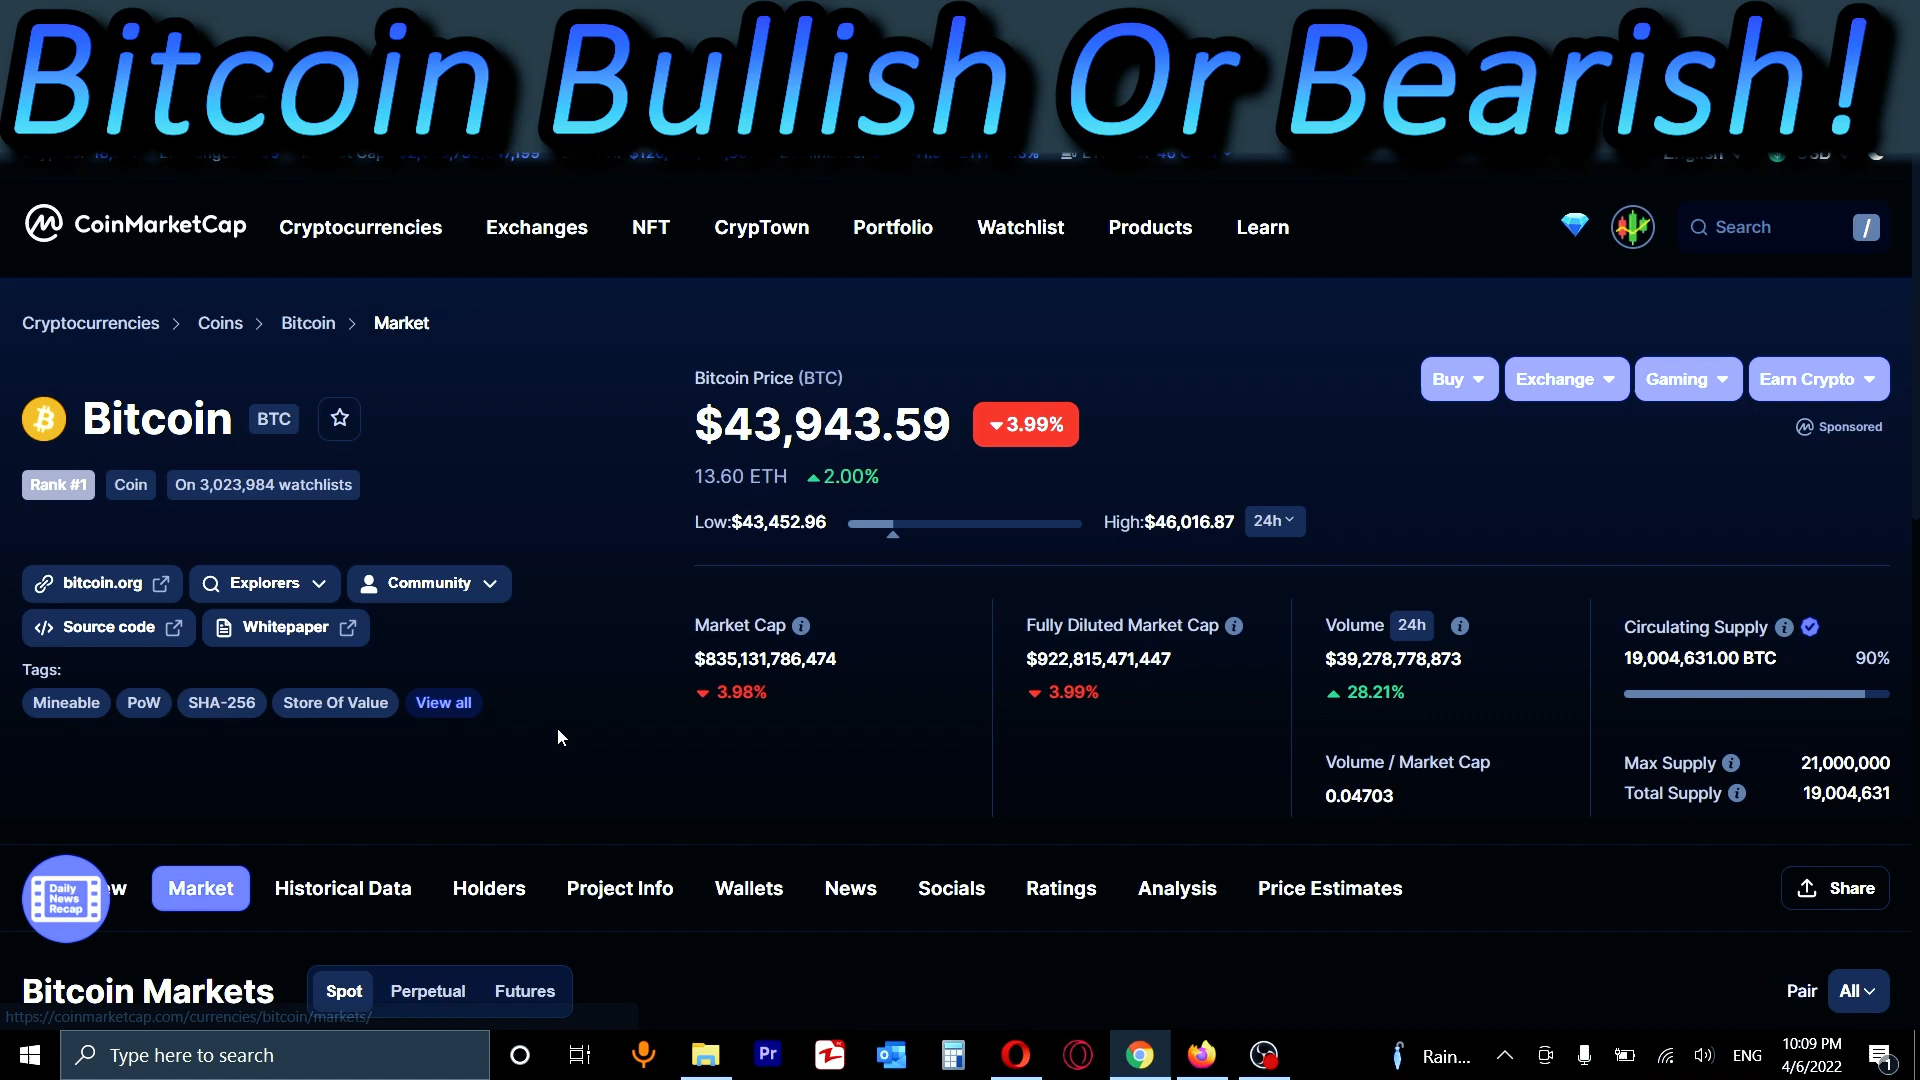 Bitcoin Bullish Or Bearish!
CoinMarketCap Cryptocurrencies Exchanges NFT CrypTown Portfolio Watchlist Products Learn Search /
Cryptocurrencies > Coins > Bitcoin > Market
Bitcoin Price (BTC)
Buy Exchange Gaming Earn Crypto
Bitcoin BTC
$43,943.59 3.99%
Sponsored
13.60 ETH 2.00%
Rank #1 Coin On 3,023,984 watchlists
Low:$43,452.96 High:$46,016.87 24h
bitcoin.org Explorers Community
Source code Whitepaper
Tags:
Mineable PoW SHA-256 Store Of Value View all
Market Cap
$835,131,786,474
3.98%
Fully Diluted Market Cap
$922,815,471,447
3.99%
Volume 24h
$39,278,778,873
28.21%
Volume / Market Cap
0.04703
Circulating Supply
19,004,631.00 BTC 90%
Max Supply 21,000,000
Total Supply 19,004,631
Daily
News
Recap
Market Historical Data Holders Project Info Wallets News Socials Ratings Analysis Price Estimates Share
Bitcoin Markets Spot Perpetual Futures Pair All
https://coinmarketcap.com/currencies/bitcoin/markets/
Type here to search Pr Rain... ENG 10:09 PM
4/6/2022 1